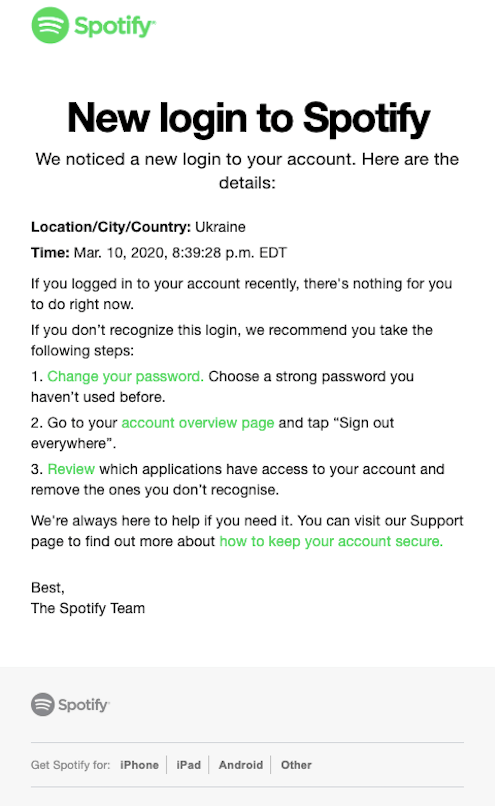 Spotify
New login to Spotify
We noticed a new login to your account. Here are the
details:
Location/City/Country: Ukraine
Time: Mar. 10, 2020, 8:39:28 p.m. EDT
If you logged in to your account recently, there's nothing for you
to do right now.
If you don’t recognize this login, we recommend you take the
following steps:
1. Change your password. Choose a strong password you
haven’t used before.
2. Go to your account overview page and tap “Sign out
everywhere”.
3. Review which applications have access to your account and
remove the ones you don’t recognise.
We're always here to help if you need it. You can visit our Support
page to find out more about how to keep your account secure.
Best,
The Spotify Team
Spotify
Get Spotify for: iPhone iPad Android Other